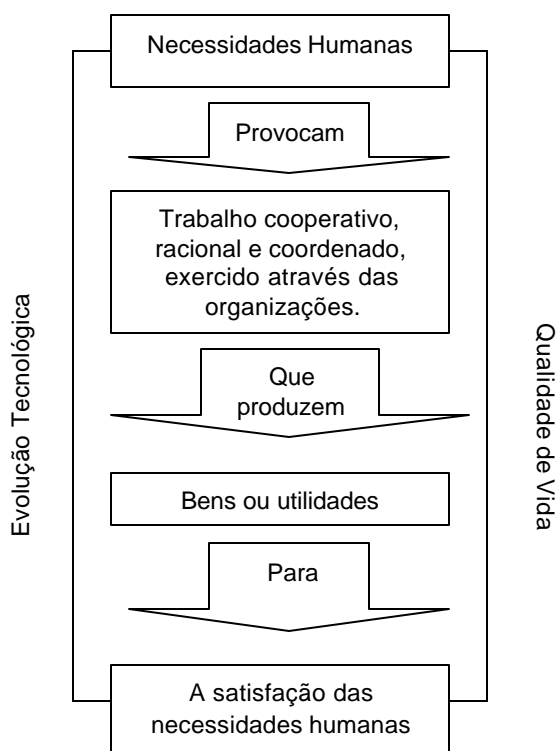 Necessidades Humanas
Provocam
Trabalho cooperativo,
racional e coordenado,
exercido através das
organizações.
Que
produzem
Bens ou utilidades
Para
A satisfação das
necessidades humanas
Evolução Tecnológica
Qualidade de Vida